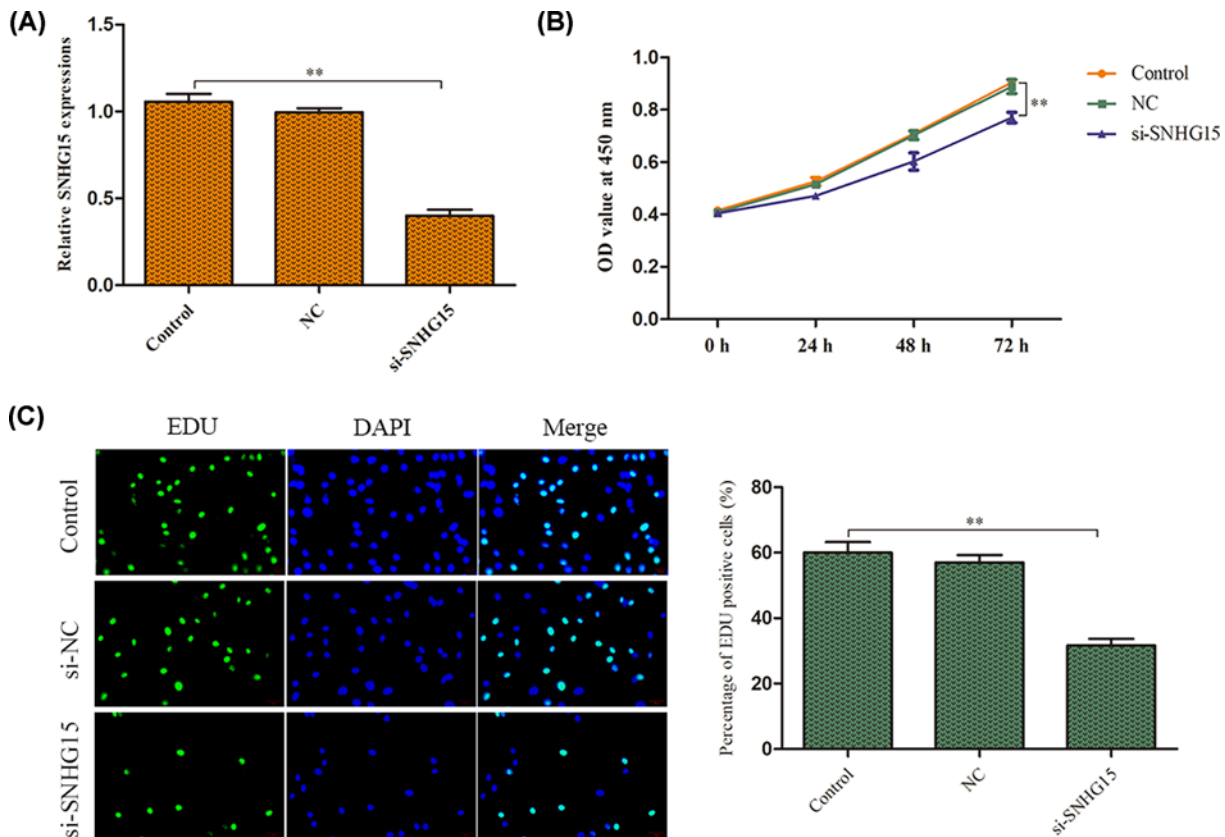 (A)
Relative SNHG15 expressions
1.5
1.0
0.5
0.0
**
Control
NC
si-SNHG15
(B)
OD value at 450 nm
1.0
0.8
0.6
0.4
0.2
0.0
0 h
24 h
48 h
72 h
**
Control
NC
si-SNHG15
(C)
EDU
DAPI
Merge
Control
si-NC
si-SNHG15
Percentage of EDU positive cells (%)
80
60
40
20
0
**
Control
NC
si-SNHG15